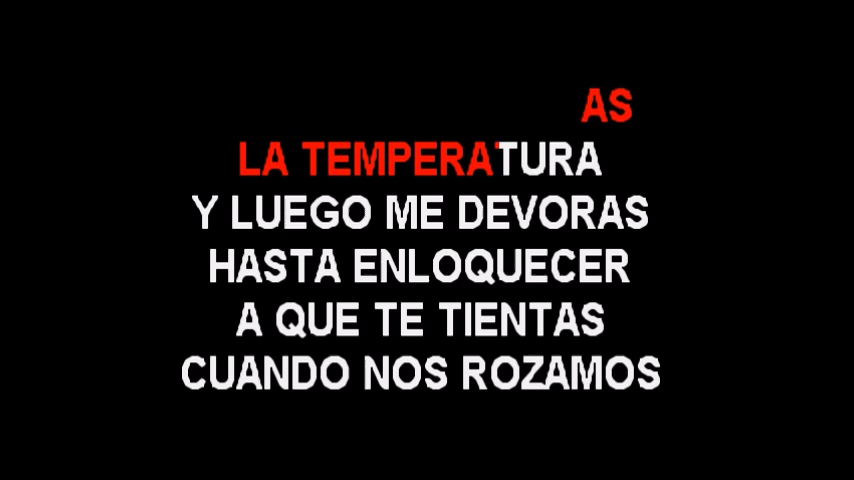 AS
LA TEMPERATURA
Y LUEGO ME DEVORAS
HASTA ENLOQUECER
A QUE TE TIENTAS
CUANDO NOS ROZAMOS